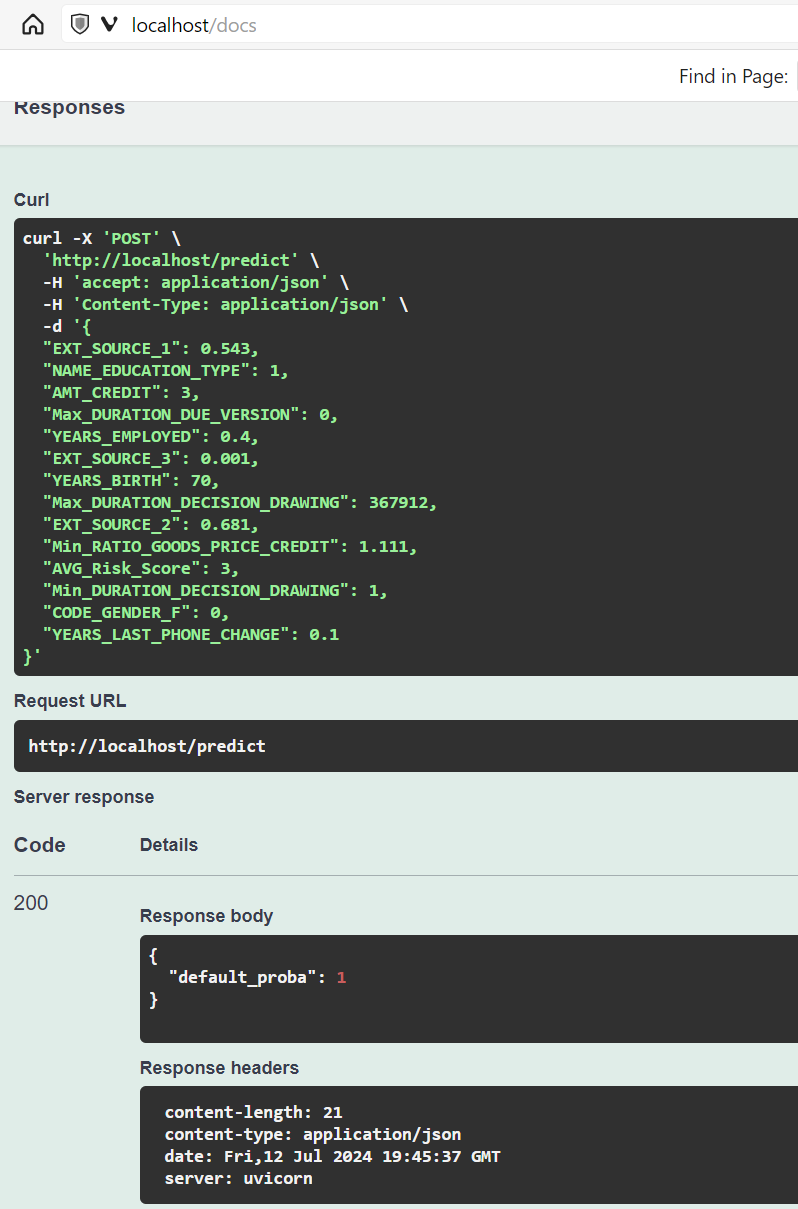 localhost/docs
Find in Page:
Responses
Curl
curl -X 'POST' \
  'http://localhost/predict' \
  -H 'accept: application/json' \
  -H 'Content-Type: application/json' \
  -d '{
  "EXT_SOURCE_1": 0.543,
  "NAME_EDUCATION_TYPE": 1,
  "AMT_CREDIT": 3,
  "Max_DURATION_DUE_VERSION": 0,
  "YEARS_EMPLOYED": 0.4,
  "EXT_SOURCE_3": 0.001,
  "YEARS_BIRTH": 70,
  "Max_DURATION_DECISION_DRAWING": 367912,
  "EXT_SOURCE_2": 0.681,
  "Min_RATIO_GOODS_PRICE_CREDIT": 1.111,
  "AVG_Risk_Score": 3,
  "Min_DURATION_DECISION_DRAWING": 1,
  "CODE_GENDER_F": 0,
  "YEARS_LAST_PHONE_CHANGE": 0.1
}'
Request URL
http://localhost/predict
Server response
Code Details
200
Response body
{
  "default_proba": 1
}
Response headers
content-length: 21
content-type: application/json
date: Fri,12 Jul 2024 19:45:37 GMT
server: uvicorn